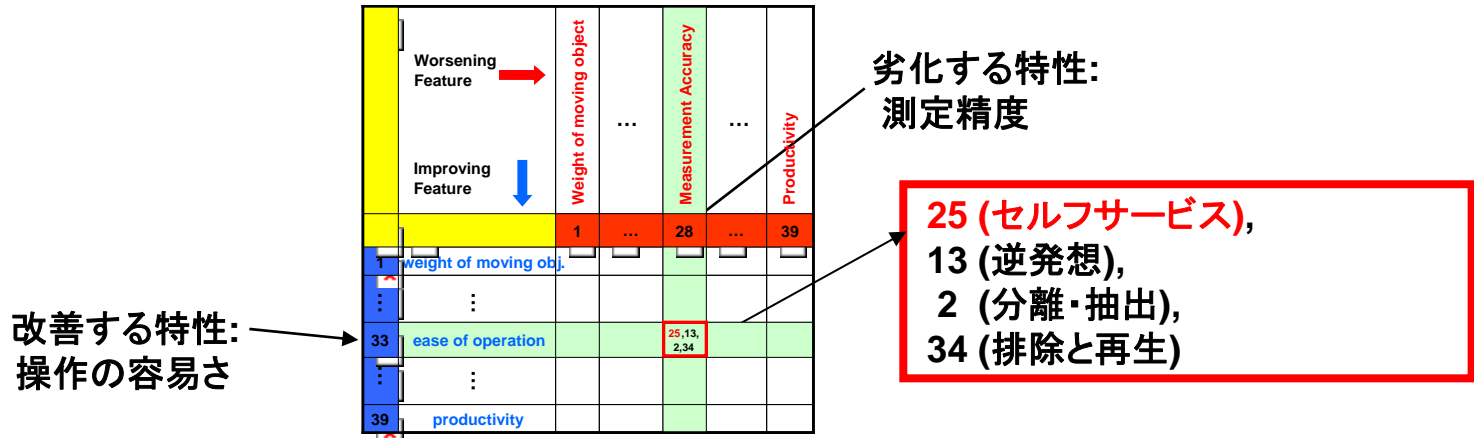 Worsening
Feature
Improving
Feature
Weight of moving object
…
Measurement Accuracy
…
Productivity
1 … 28 … 39
1 weight of moving obj.
⋮ ⋮
33 ease of operation 25,13,
2,34
⋮ ⋮
39 productivity
劣化する特性:
測定精度
25 (セルフサービス),
13 (逆発想),
2 (分離・抽出),
34 (排除と再生)
改善する特性:
操作の容易さ